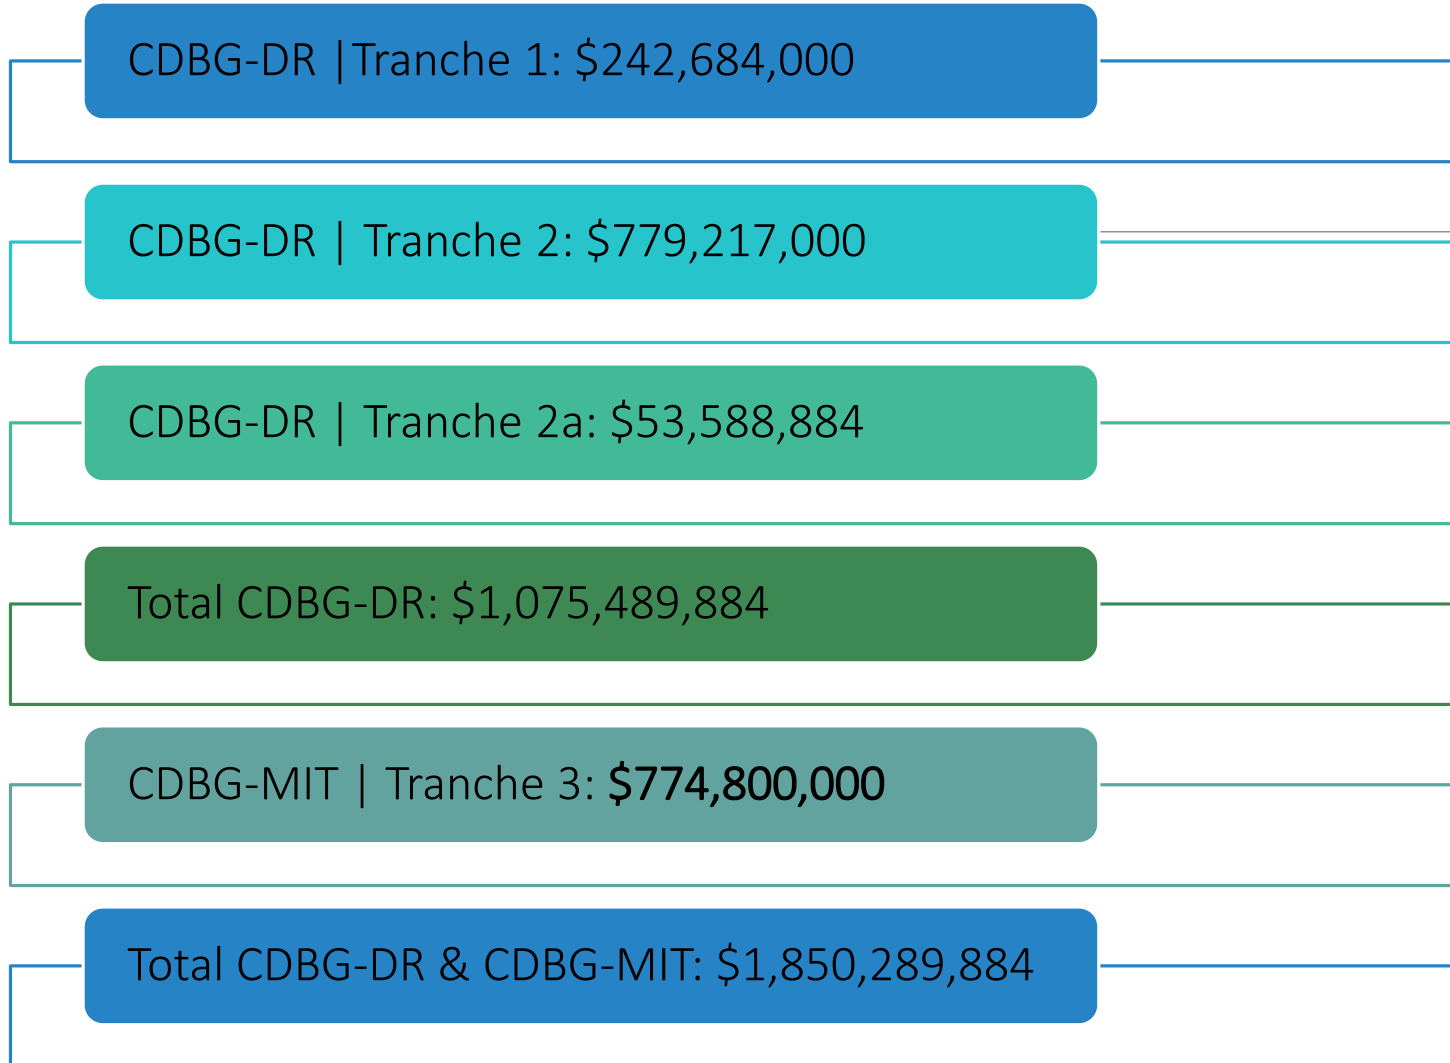 CDBG-DR |Tranche 1: $242,684,000
CDBG-DR | Tranche 2: $779,217,000
CDBG-DR | Tranche 2a: $53,588,884
Total CDBG-DR: $1,075,489,884
CDBG-MIT | Tranche 3: $774,800,000
Total CDBG-DR & CDBG-MIT: $1,850,289,884